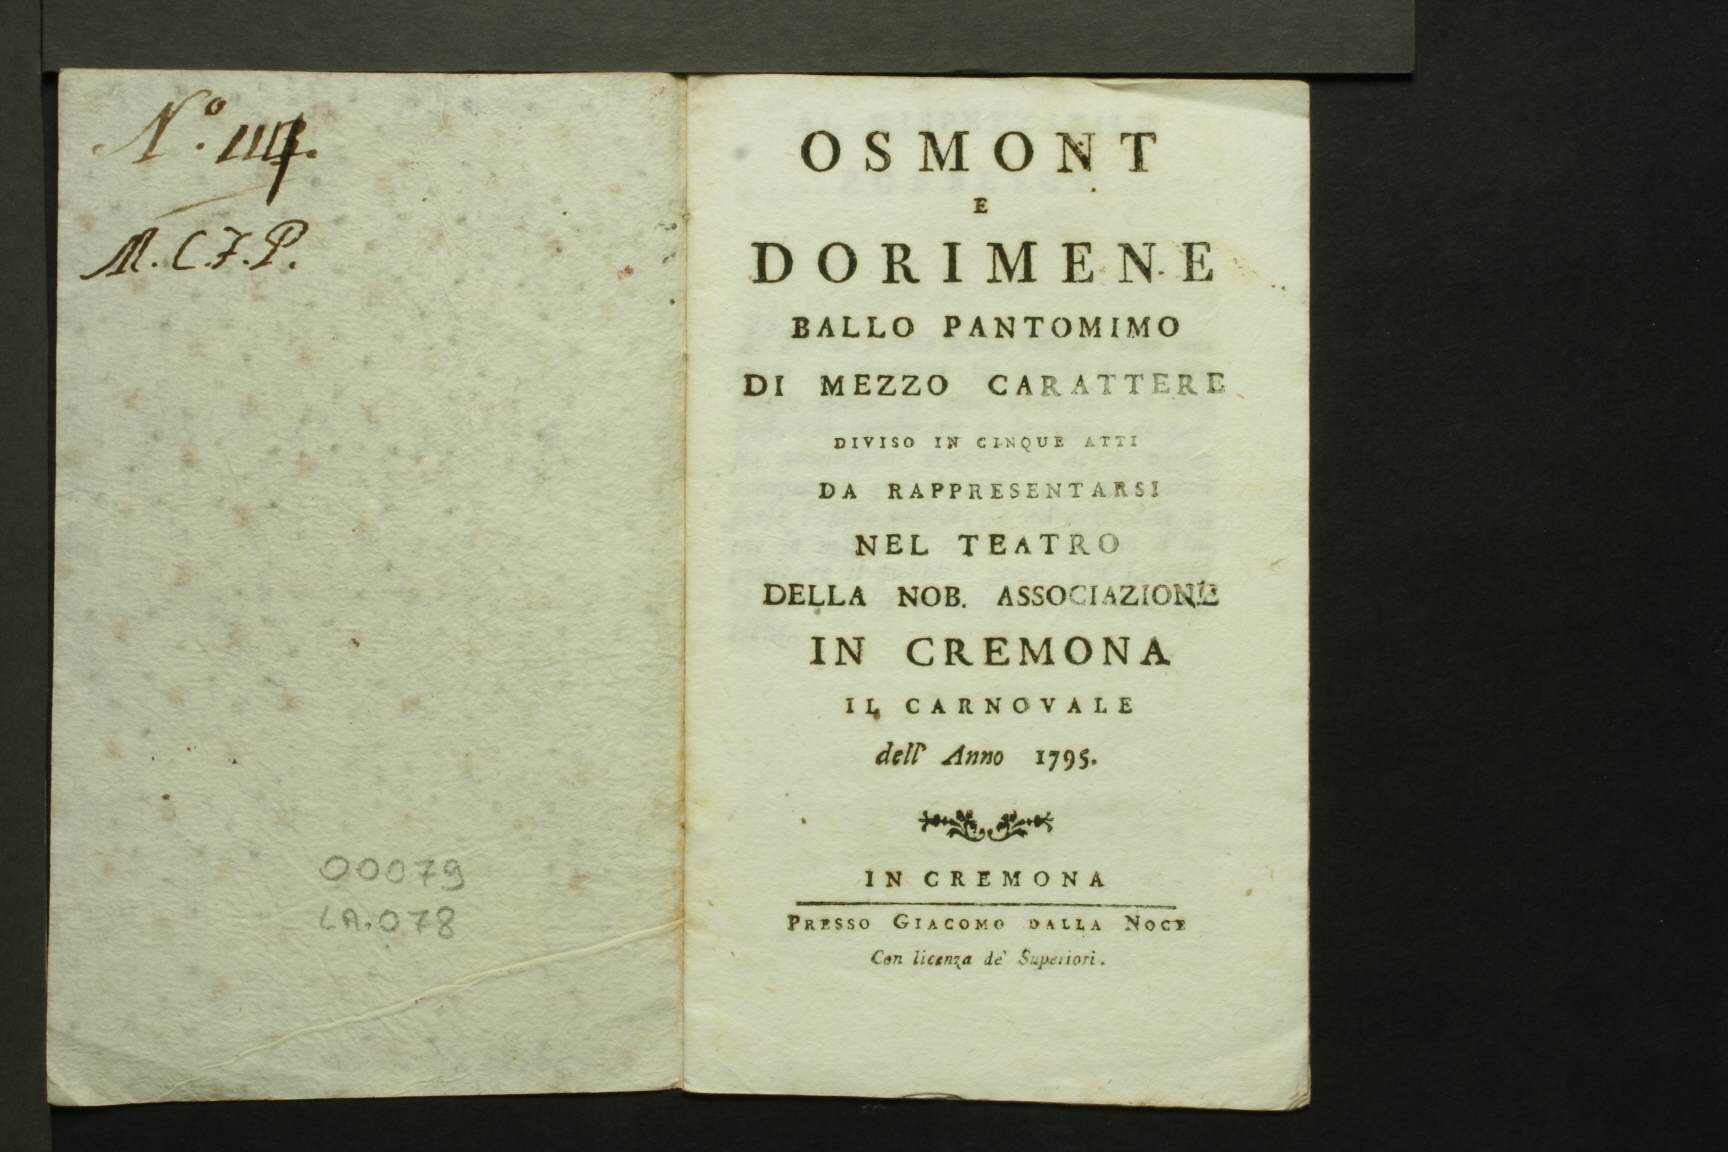 M.C.F.P.
00079
LA.078
OSMONT
E
DORIMENE
BALLO PANTOMIMO
DI MEZZO CARATTERE
DIVISO IN CINQUE ATTI
DA RAPPRESENTARSI
NEL TEATRO
DELLA NOB. ASSOCIAZIONE
IN CREMONA
IL CARNOVALE
dell' Anno 1795.
IN CREMONA
PRESSO GIACOMO DALLA NOCE
Con licenza de' Superiori.